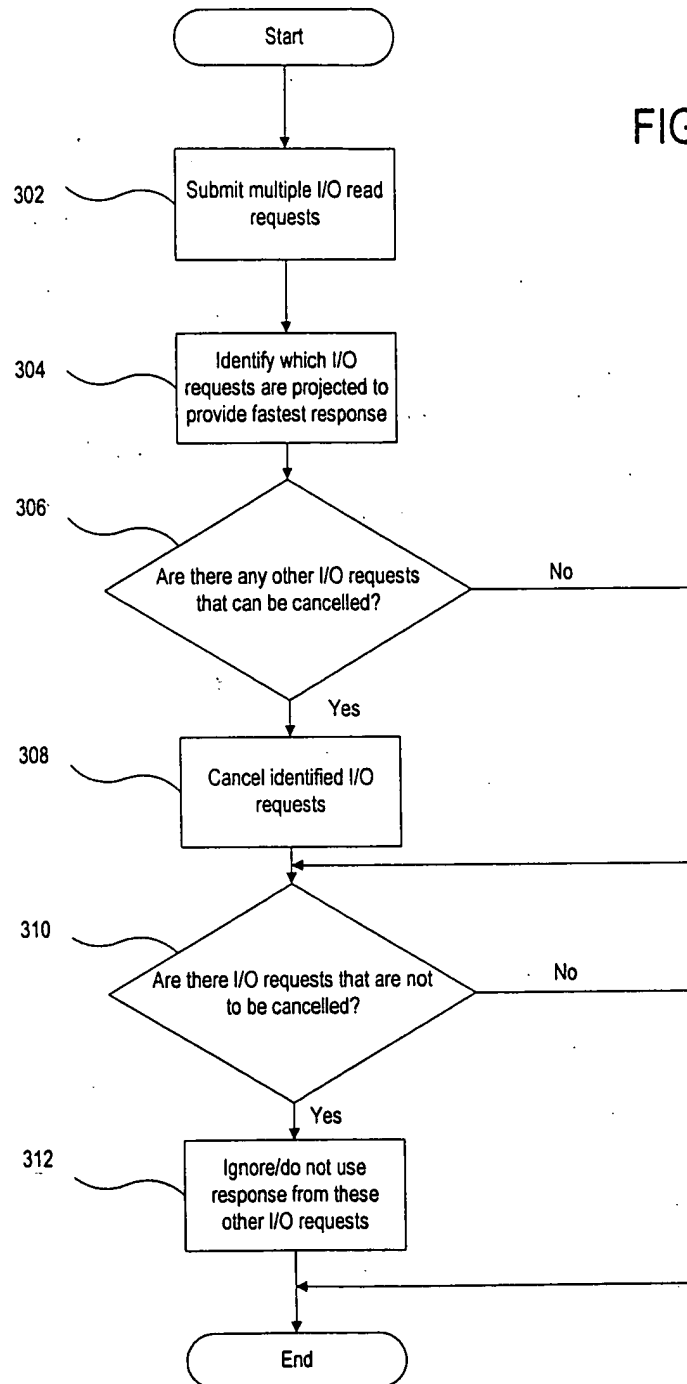 Start
FIG
302
Submit multiple I/O read
requests
304
Identify which I/O
requests are projected to
provide fastest response
306
Are there any other I/O requests
that can be cancelled?
No
Yes
308
Cancel identified I/O
requests
310
Are there I/O requests that are not
to be cancelled?
No
Yes
312
Ignore/do not use
response from these
other I/O requests
End